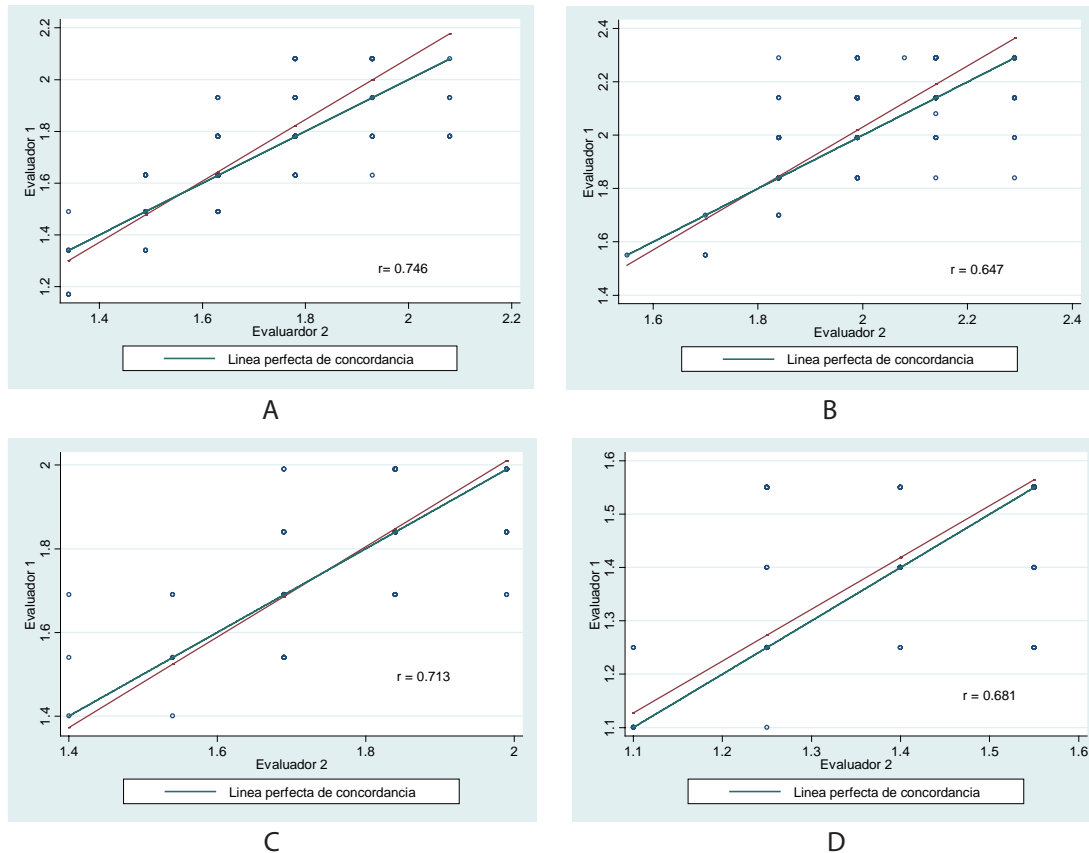 2.2
2
1.8
1.6
1.4
1.2
Evaluador 1
r= 0.746
1.4 1.6 1.8 2 2.2
Evaluardor 2
Linea perfecta de concordancia
A
2.4
2.2
2
1.8
1.6
1.4
Evaluador 1
r = 0.647
1.6 1.8 2 2.2 2.4
Evaluador 2
Linea perfecta de concordancia
B
2
1.8
1.6
1.4
Evaluador 1
r = 0.713
1.4 1.6 1.8 2
Evaluador 2
Linea perfecta de concordancia
C
1.6
1.5
1.4
1.3
1.2
1.1
Evaluador 1
r = 0.681
1.1 1.2 1.3 1.4 1.5 1.6
Evaluador 2
Linea perfecta de concordancia
D